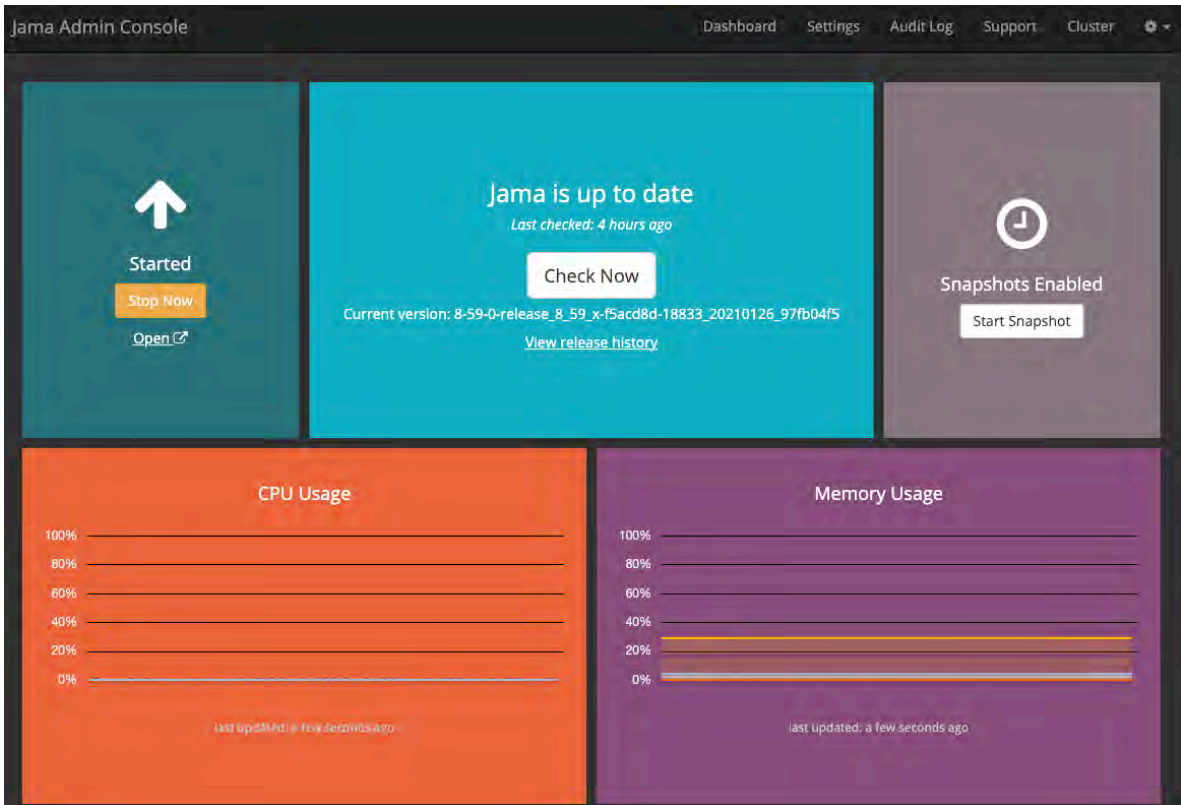 Jama Admin Console
Dashboard Settings Audit Log Support Cluster
Started
Stop Now
Open
Jama is up to date
Last checked: 4 hours ago
Check Now
Current version: 8-59-0-release_8_59_x-f5acd8d-18833_20210126_97fb04f5
View release history
Snapshots Enabled
Start Snapshot
CPU Usage
100%
80%
60%
40%
20%
0%
last updated: a few seconds ago
Memory Usage
100%
80%
60%
40%
20%
0%
last updated: a few seconds ago